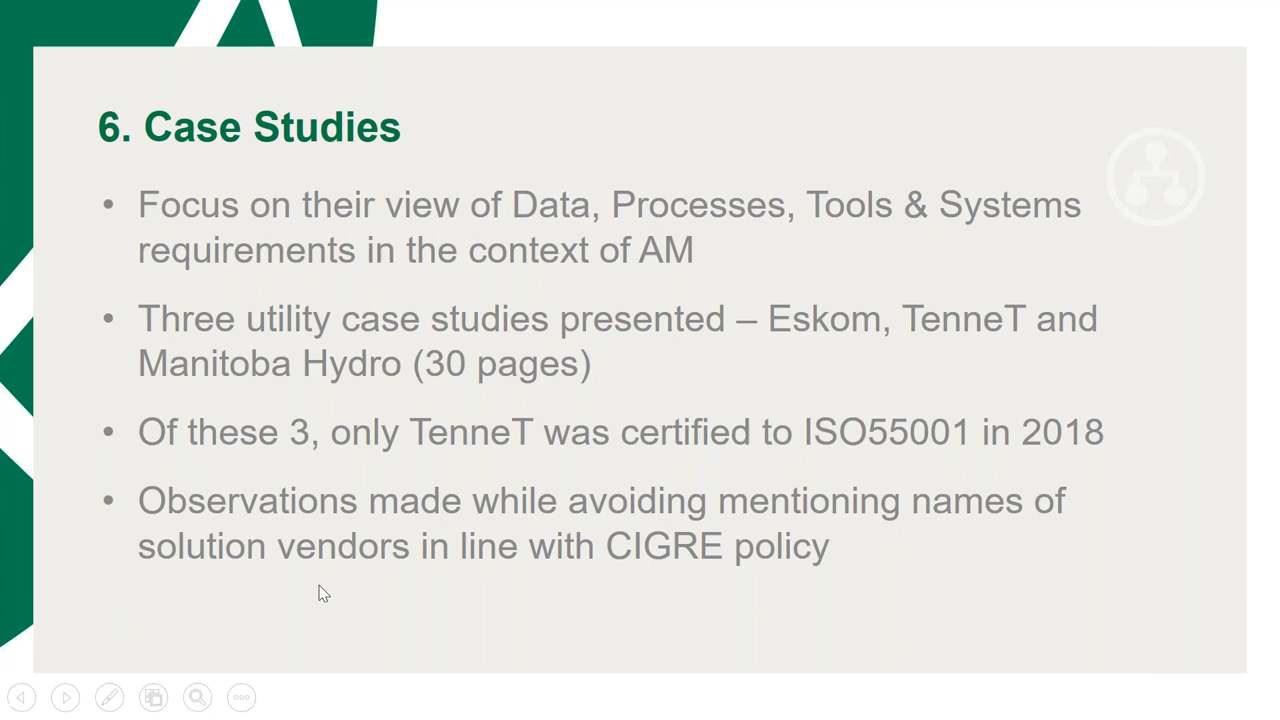 6. Case Studies
• Focus on their view of Data, Processes, Tools & Systems
requirements in the context of AM
• Three utility case studies presented – Eskom, TenneT and
Manitoba Hydro (30 pages)
• Of these 3, only TenneT was certified to ISO55001 in 2018
• Observations made while avoiding mentioning names of
solution vendors in line with CIGRE policy